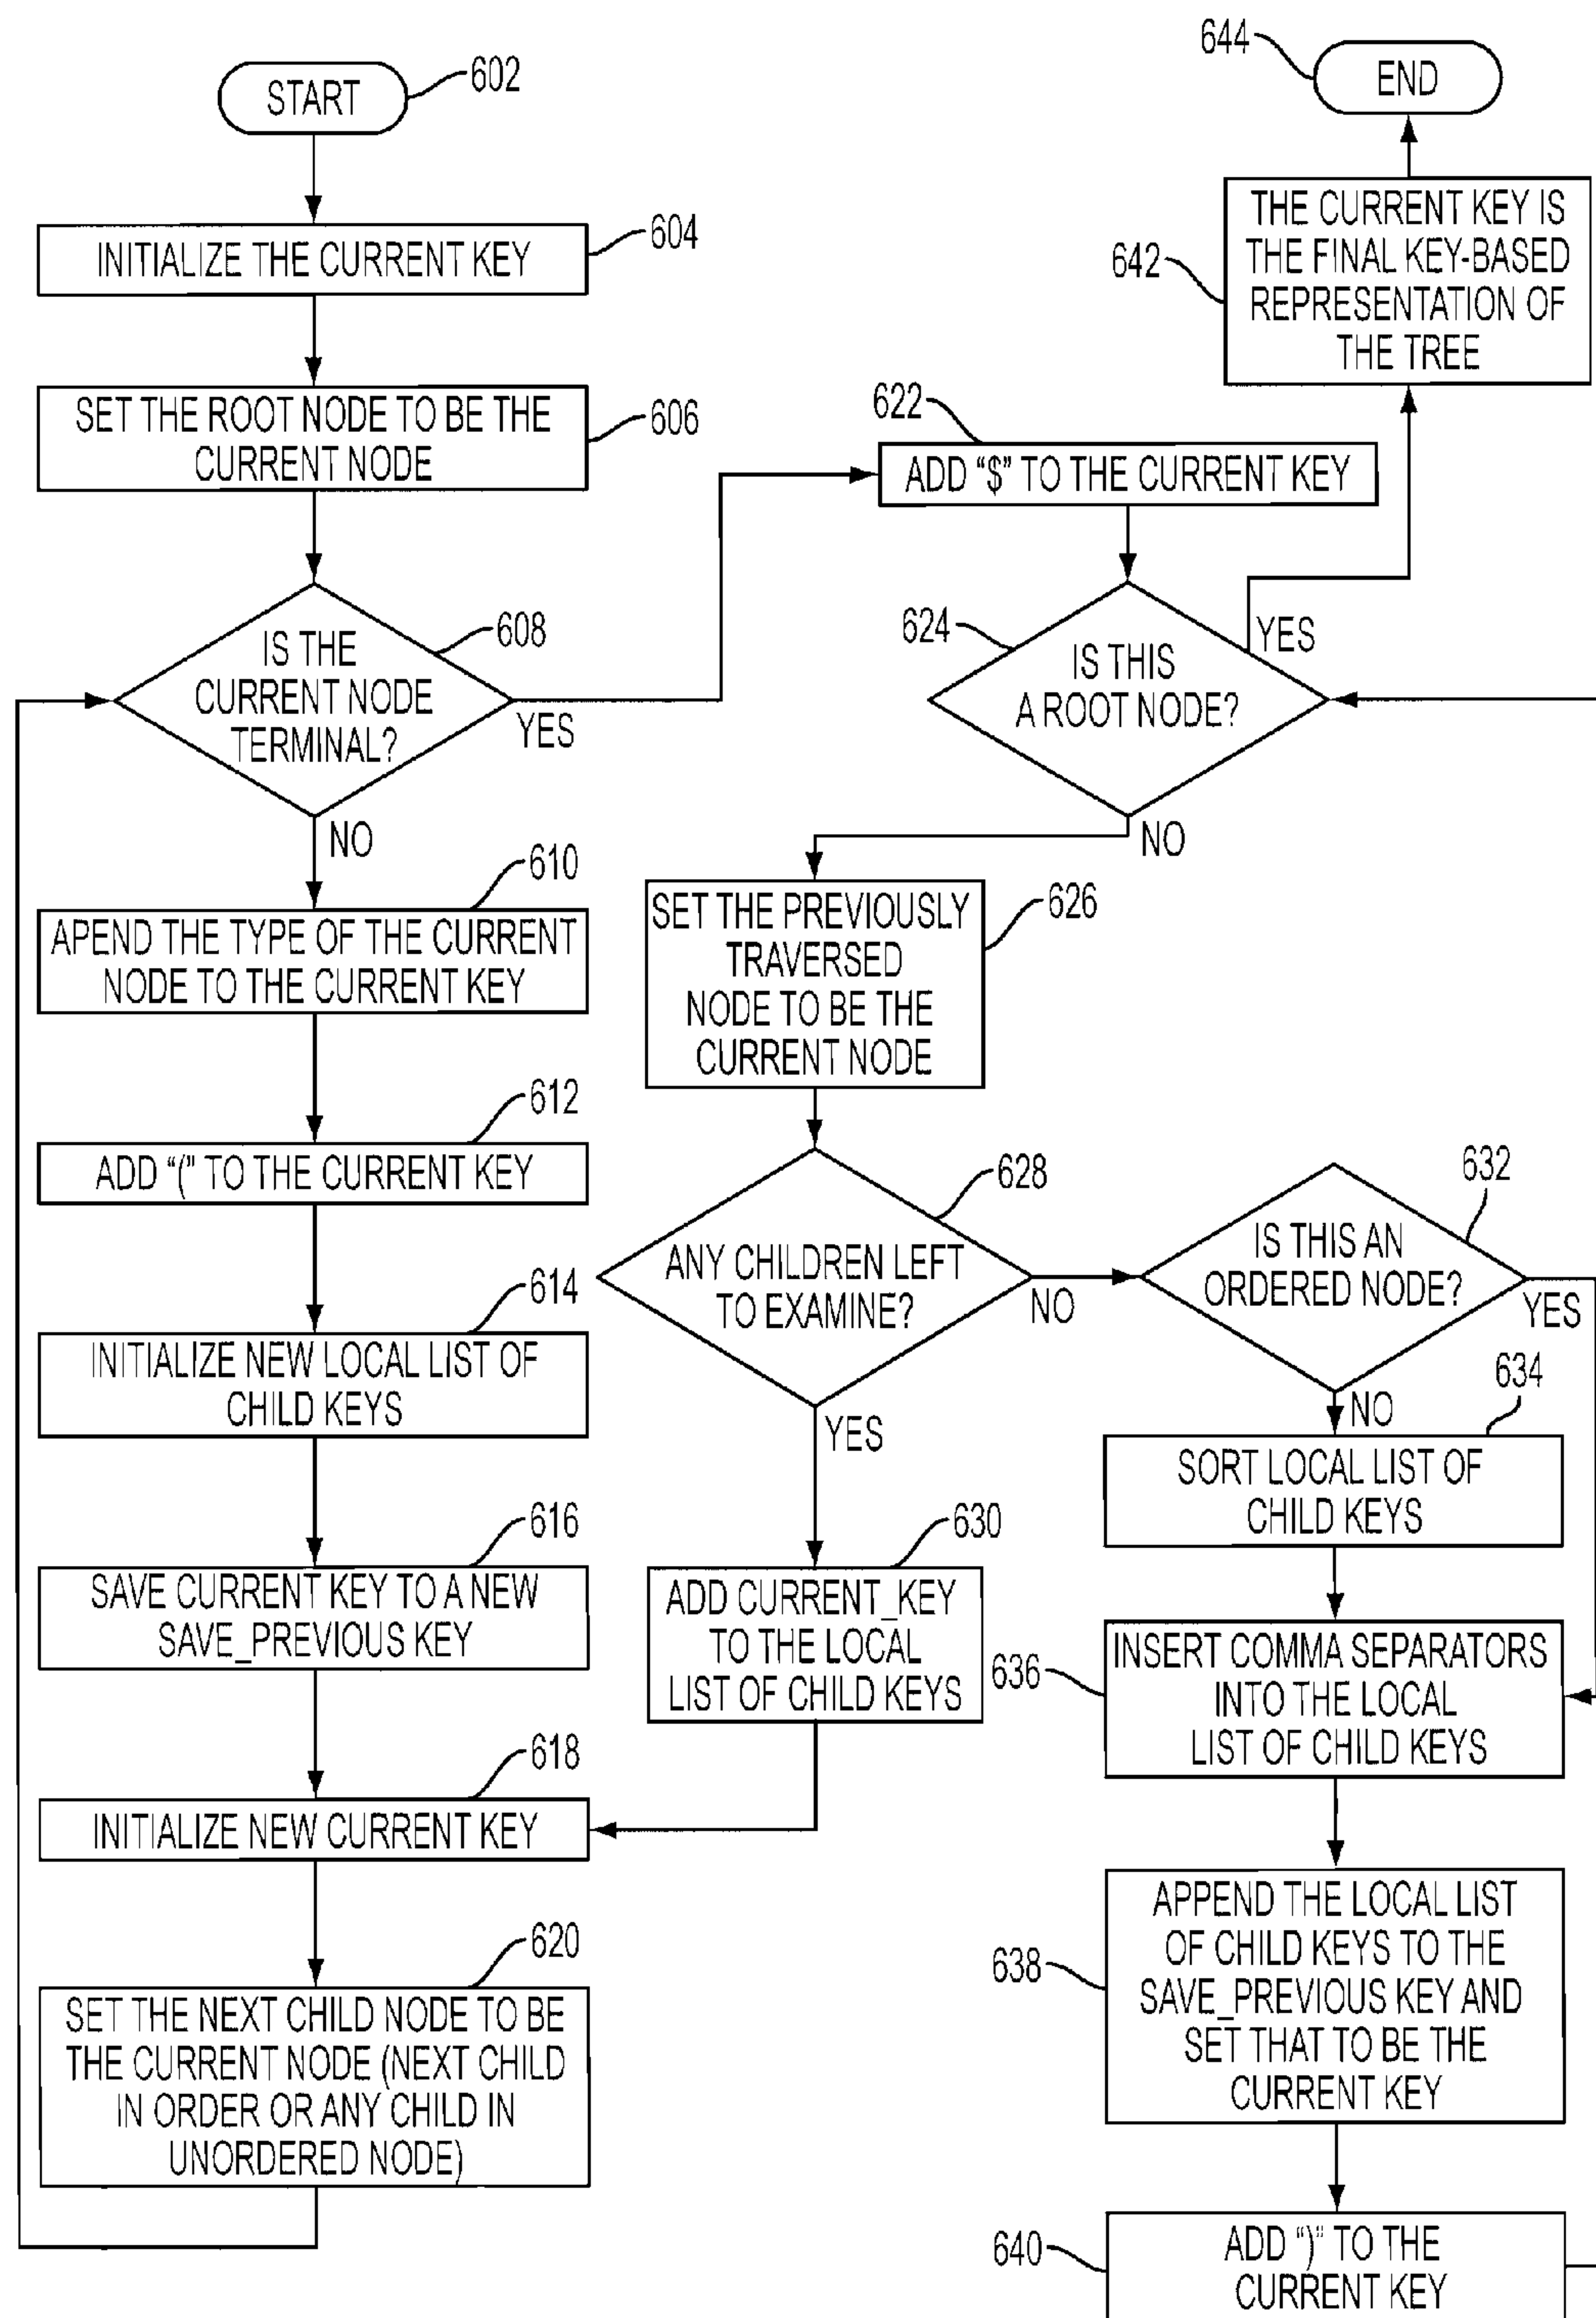 START
602
INITIALIZE THE CURRENT KEY
604
SET THE ROOT NODE TO BE THE
CURRENT NODE
606
IS THE
CURRENT NODE
TERMINAL?
608
YES
NO
610
APEND THE TYPE OF THE CURRENT
NODE TO THE CURRENT KEY
612
ADD “(” TO THE CURRENT KEY
614
INITIALIZE NEW LOCAL LIST OF
CHILD KEYS
616
SAVE CURRENT KEY TO A NEW
SAVE_PREVIOUS KEY
618
INITIALIZE NEW CURRENT KEY
620
SET THE NEXT CHILD NODE TO BE
THE CURRENT NODE (NEXT CHILD
IN ORDER OR ANY CHILD IN
UNORDERED NODE)
622
ADD “$” TO THE CURRENT KEY
624
IS THIS
A ROOT NODE?
YES
NO
626
SET THE PREVIOUSLY
TRAVERSED
NODE TO BE THE
CURRENT NODE
628
ANY CHILDREN LEFT
TO EXAMINE?
NO
YES
630
ADD CURRENT_KEY
TO THE LOCAL
LIST OF CHILD KEYS
632
IS THIS AN
ORDERED NODE?
YES
NO
634
SORT LOCAL LIST OF
CHILD KEYS
636
INSERT COMMA SEPARATORS
INTO THE LOCAL
LIST OF CHILD KEYS
638
APPEND THE LOCAL LIST
OF CHILD KEYS TO THE
SAVE_PREVIOUS KEY AND
SET THAT TO BE THE
CURRENT KEY
640
ADD “)” TO THE
CURRENT KEY
642
THE CURRENT KEY IS
THE FINAL KEY-BASED
REPRESENTATION OF
THE TREE
644
END